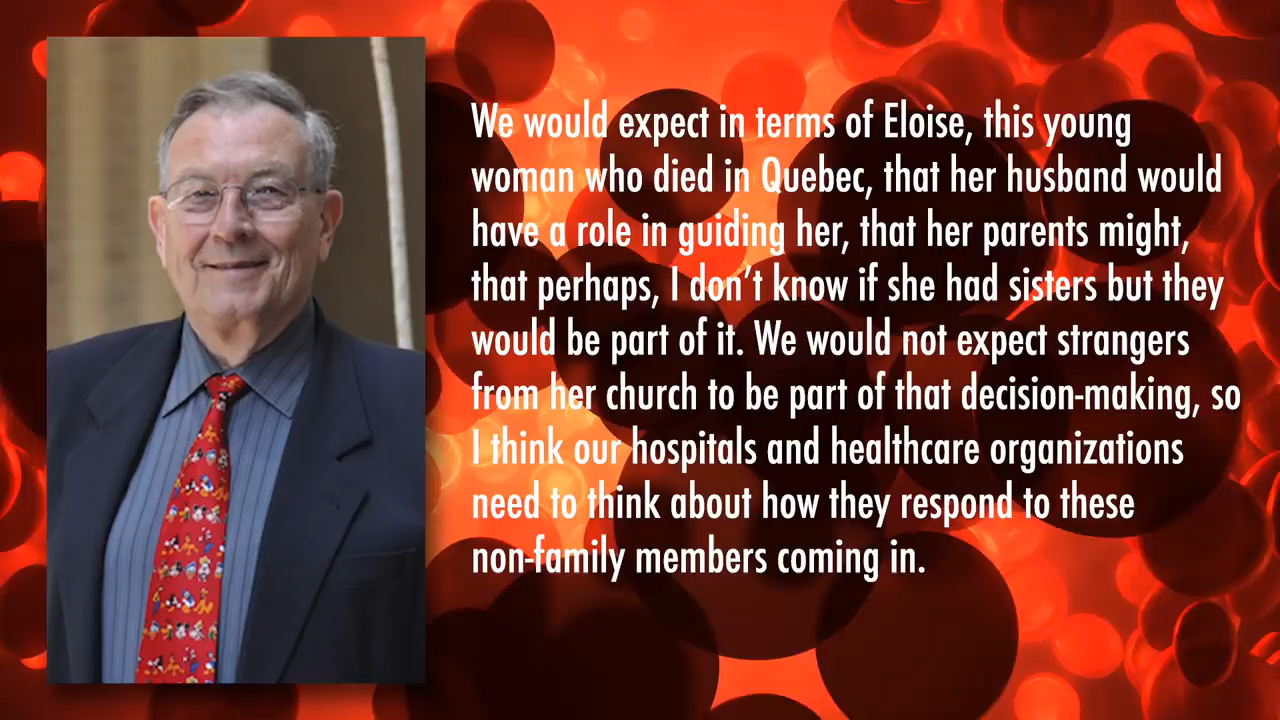 We would expect in terms of Eloise, this young
woman who died in Quebec, that her husband would
have a role in guiding her, that her parents might,
that perhaps, I don’t know if she had sisters but they
would be part of it. We would not expect strangers
from her church to be part of that decision-making, so
I think our hospitals and healthcare organizations
need to think about how they respond to these
non-family members coming in.